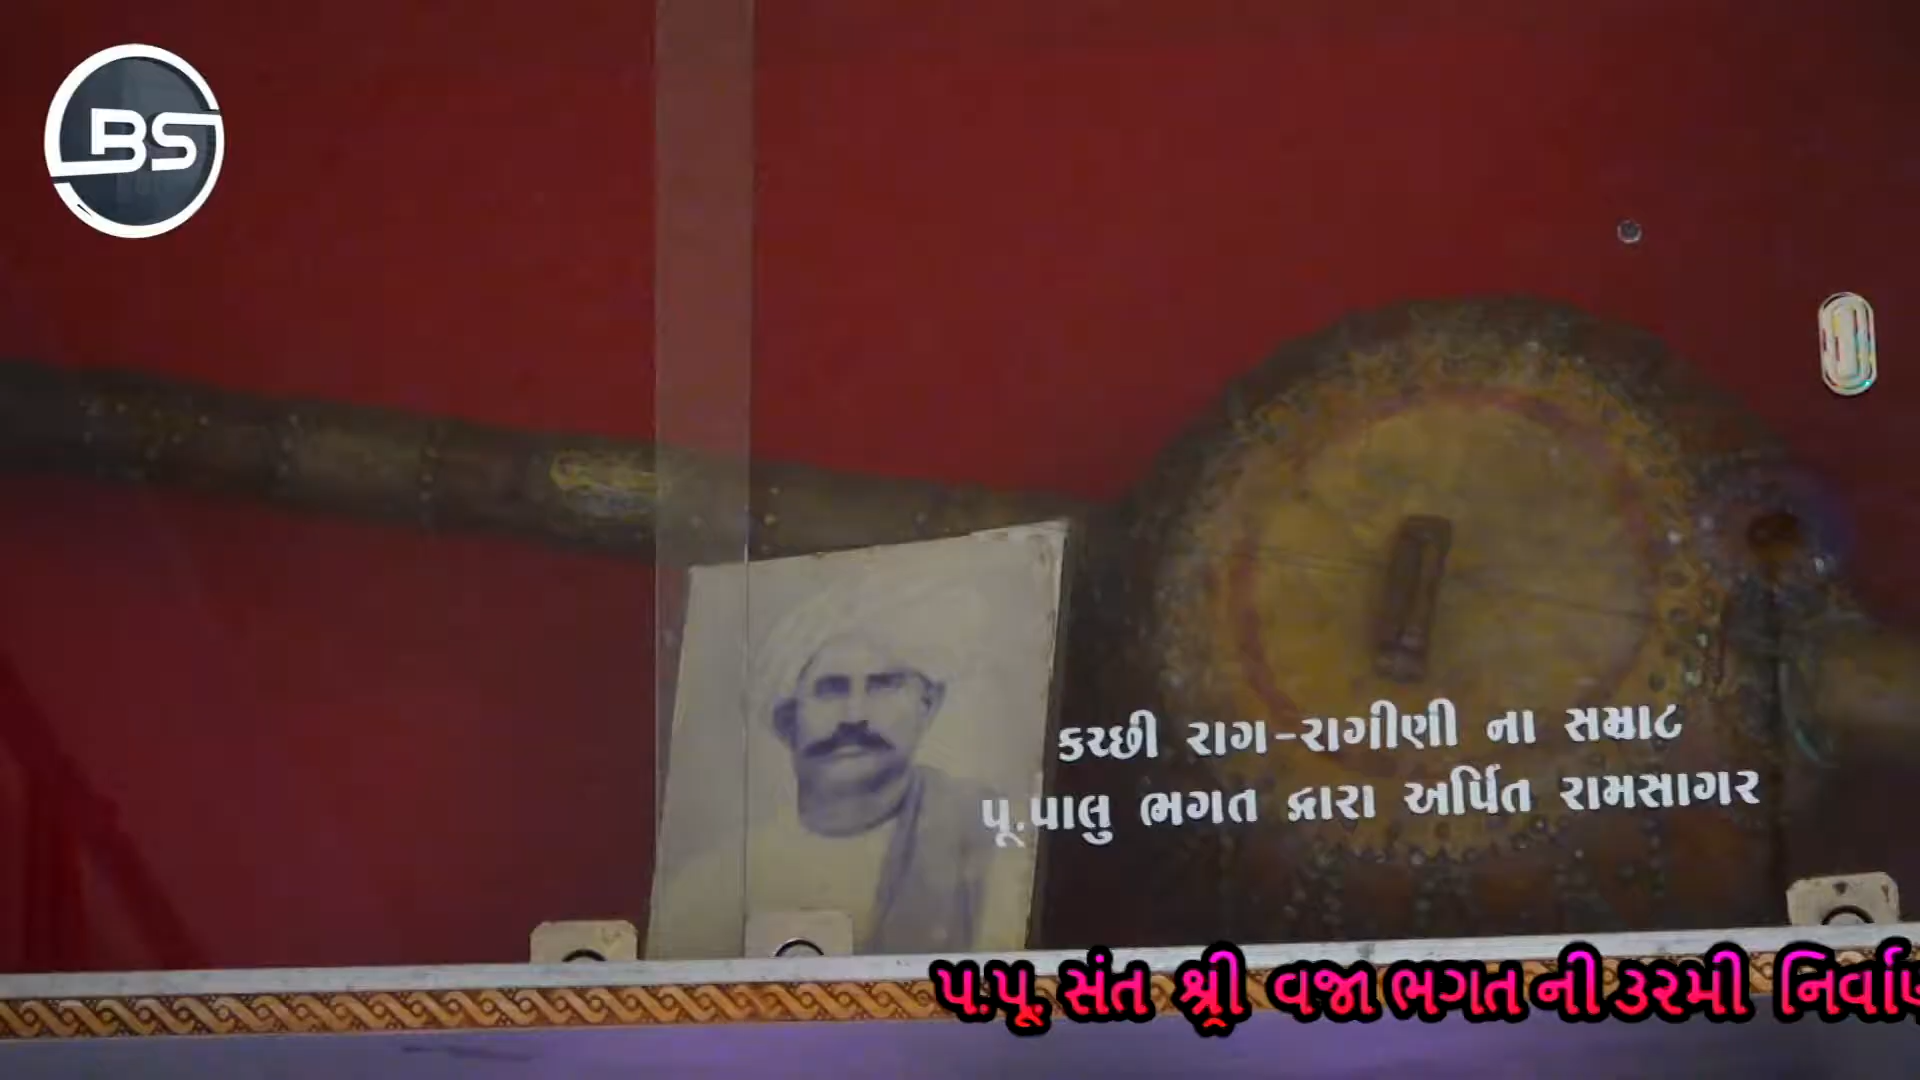 BS
કચ્છી રાગ-રાગીણી ના સમ્રાટ
પૂ.પાલુ ભગત દ્વારા અર્પિત રામસાગર
પ.પૂ. સંત શ્રી વજા ભગત ની ૩૨મી